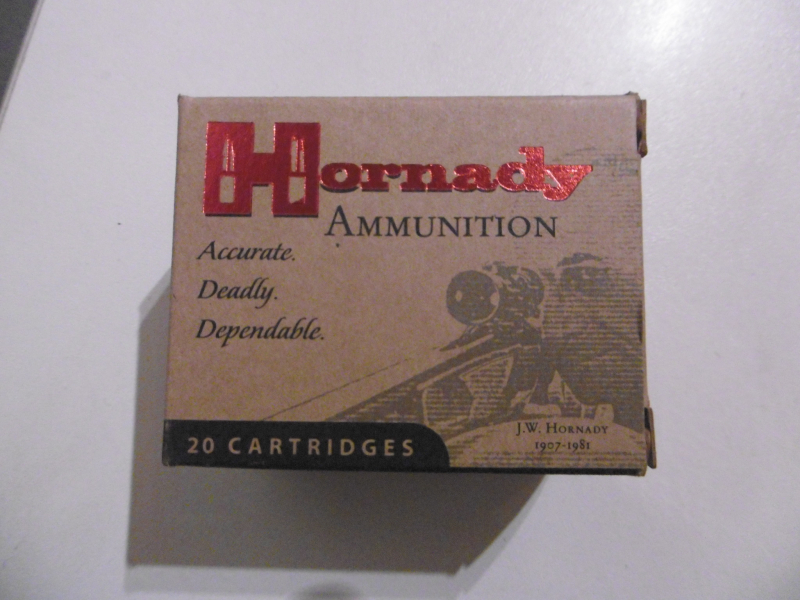 Hornady
AMMUNITION
Accurate.
Deadly.
Dependable.
20 CARTRIDGES
J.W. HORNADY
1907-1981